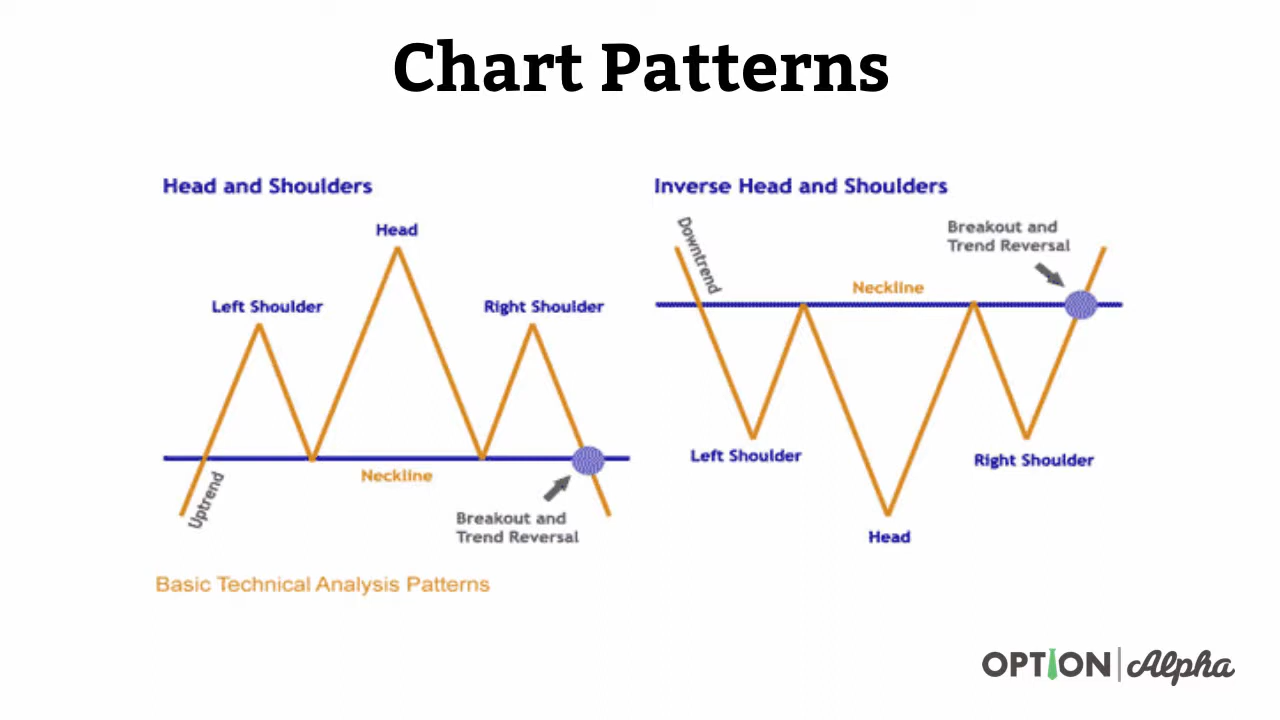 Chart Patterns
Head and Shoulders
Head
Left Shoulder
Right Shoulder
Neckline
Uptrend
Breakout and
Trend Reversal
Inverse Head and Shoulders
Downtrend
Breakout and
Trend Reversal
Neckline
Left Shoulder
Right Shoulder
Head
Basic Technical Analysis Patterns
OPTION | Alpha